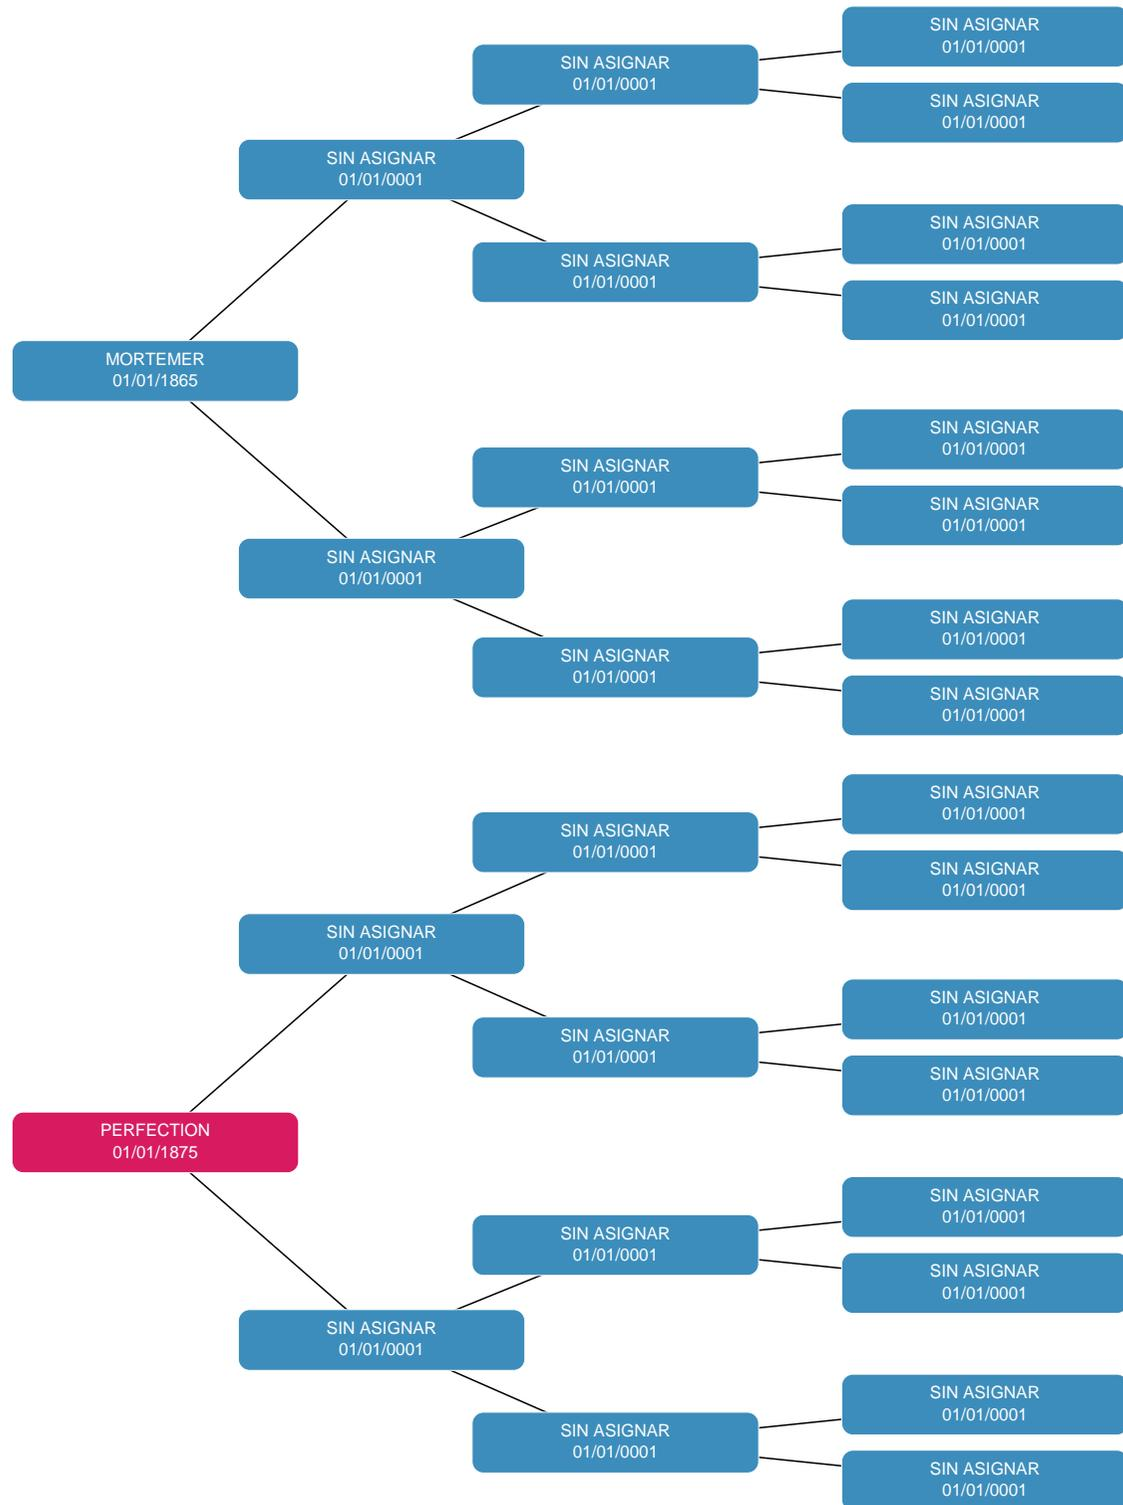 SIN ASIGNAR
01/01/0001
SIN ASIGNAR
01/01/0001
SIN ASIGNAR
01/01/0001
SIN ASIGNAR
01/01/0001
SIN ASIGNAR
01/01/0001
SIN ASIGNAR
01/01/0001
SIN ASIGNAR
01/01/0001
MORTEMER
01/01/1865
SIN ASIGNAR
01/01/0001
SIN ASIGNAR
01/01/0001
SIN ASIGNAR
01/01/0001
SIN ASIGNAR
01/01/0001
SIN ASIGNAR
01/01/0001
SIN ASIGNAR
01/01/0001
SIN ASIGNAR
01/01/0001
SIN ASIGNAR
01/01/0001
SIN ASIGNAR
01/01/0001
SIN ASIGNAR
01/01/0001
SIN ASIGNAR
01/01/0001
SIN ASIGNAR
01/01/0001
SIN ASIGNAR
01/01/0001
SIN ASIGNAR
01/01/0001
PERFECTION
01/01/1875
SIN ASIGNAR
01/01/0001
SIN ASIGNAR
01/01/0001
SIN ASIGNAR
01/01/0001
SIN ASIGNAR
01/01/0001
SIN ASIGNAR
01/01/0001
SIN ASIGNAR
01/01/0001
SIN ASIGNAR
01/01/0001